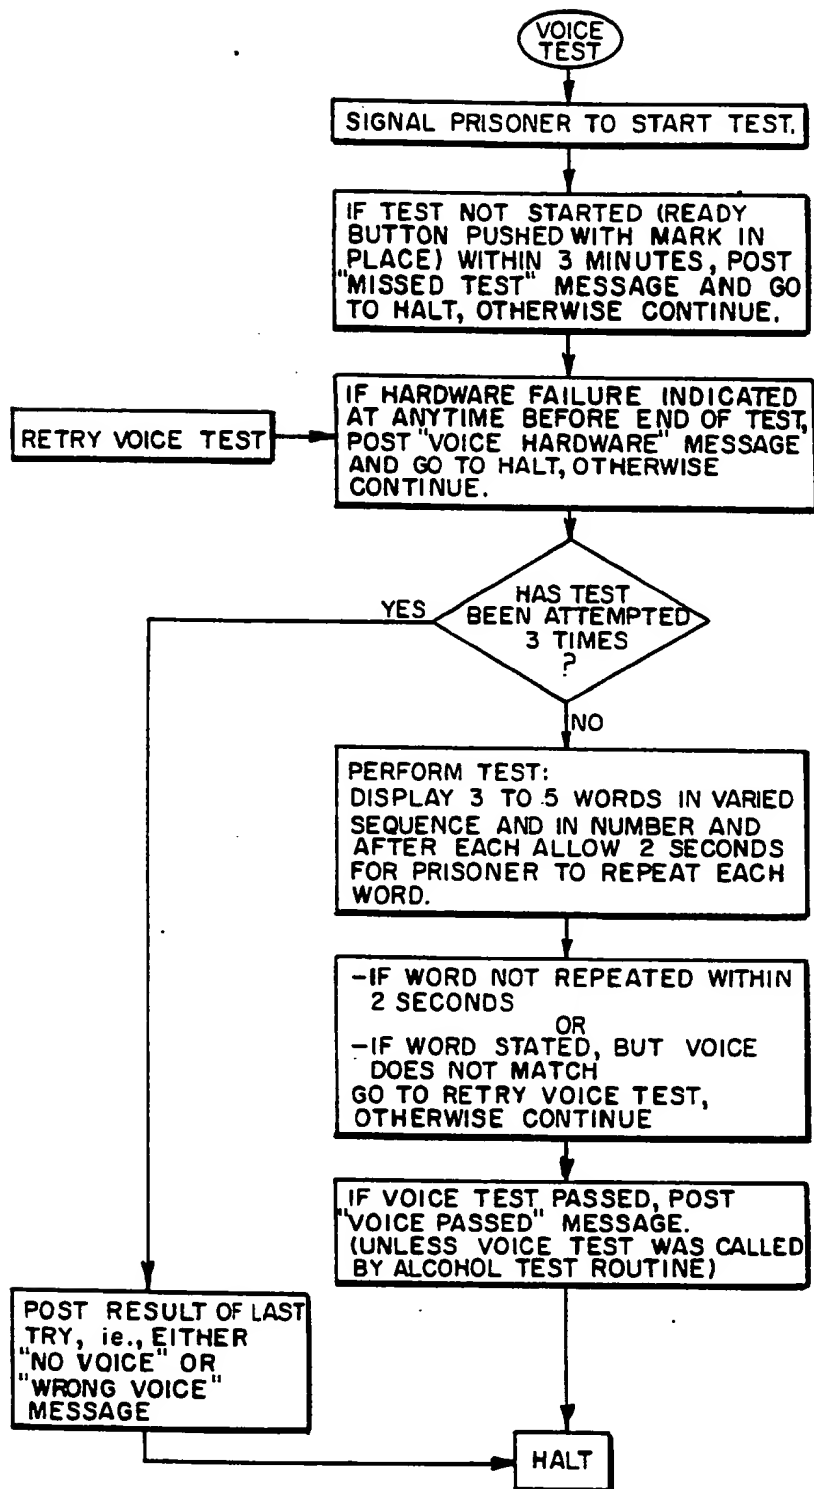 VOICE
TEST
SIGNAL PRISONER TO START TEST.
IF TEST NOT STARTED (READY
BUTTON PUSHED WITH MARK IN
PLACE) WITHIN 3 MINUTES, POST
"MISSED TEST" MESSAGE AND GO
TO HALT, OTHERWISE CONTINUE.
RETRY VOICE TEST
IF HARDWARE FAILURE INDICATED
AT ANYTIME BEFORE END OF TEST,
POST "VOICE HARDWARE" MESSAGE
AND GO TO HALT, OTHERWISE
CONTINUE.
HAS TEST
BEEN ATTEMPTED
3 TIMES
?
YES
NO
PERFORM TEST:
DISPLAY 3 TO 5 WORDS IN VARIED
SEQUENCE AND IN NUMBER AND
AFTER EACH ALLOW 2 SECONDS
FOR PRISONER TO REPEAT EACH
WORD.
-IF WORD NOT REPEATED WITHIN
2 SECONDS
OR
-IF WORD STATED, BUT VOICE
DOES NOT MATCH
GO TO RETRY VOICE TEST,
OTHERWISE CONTINUE
IF VOICE TEST PASSED, POST
"VOICE PASSED" MESSAGE.
(UNLESS VOICE TEST WAS CALLED
BY ALCOHOL TEST ROUTINE)
POST RESULT OF LAST
TRY, ie., EITHER
"NO VOICE" OR
"WRONG VOICE"
MESSAGE
HALT